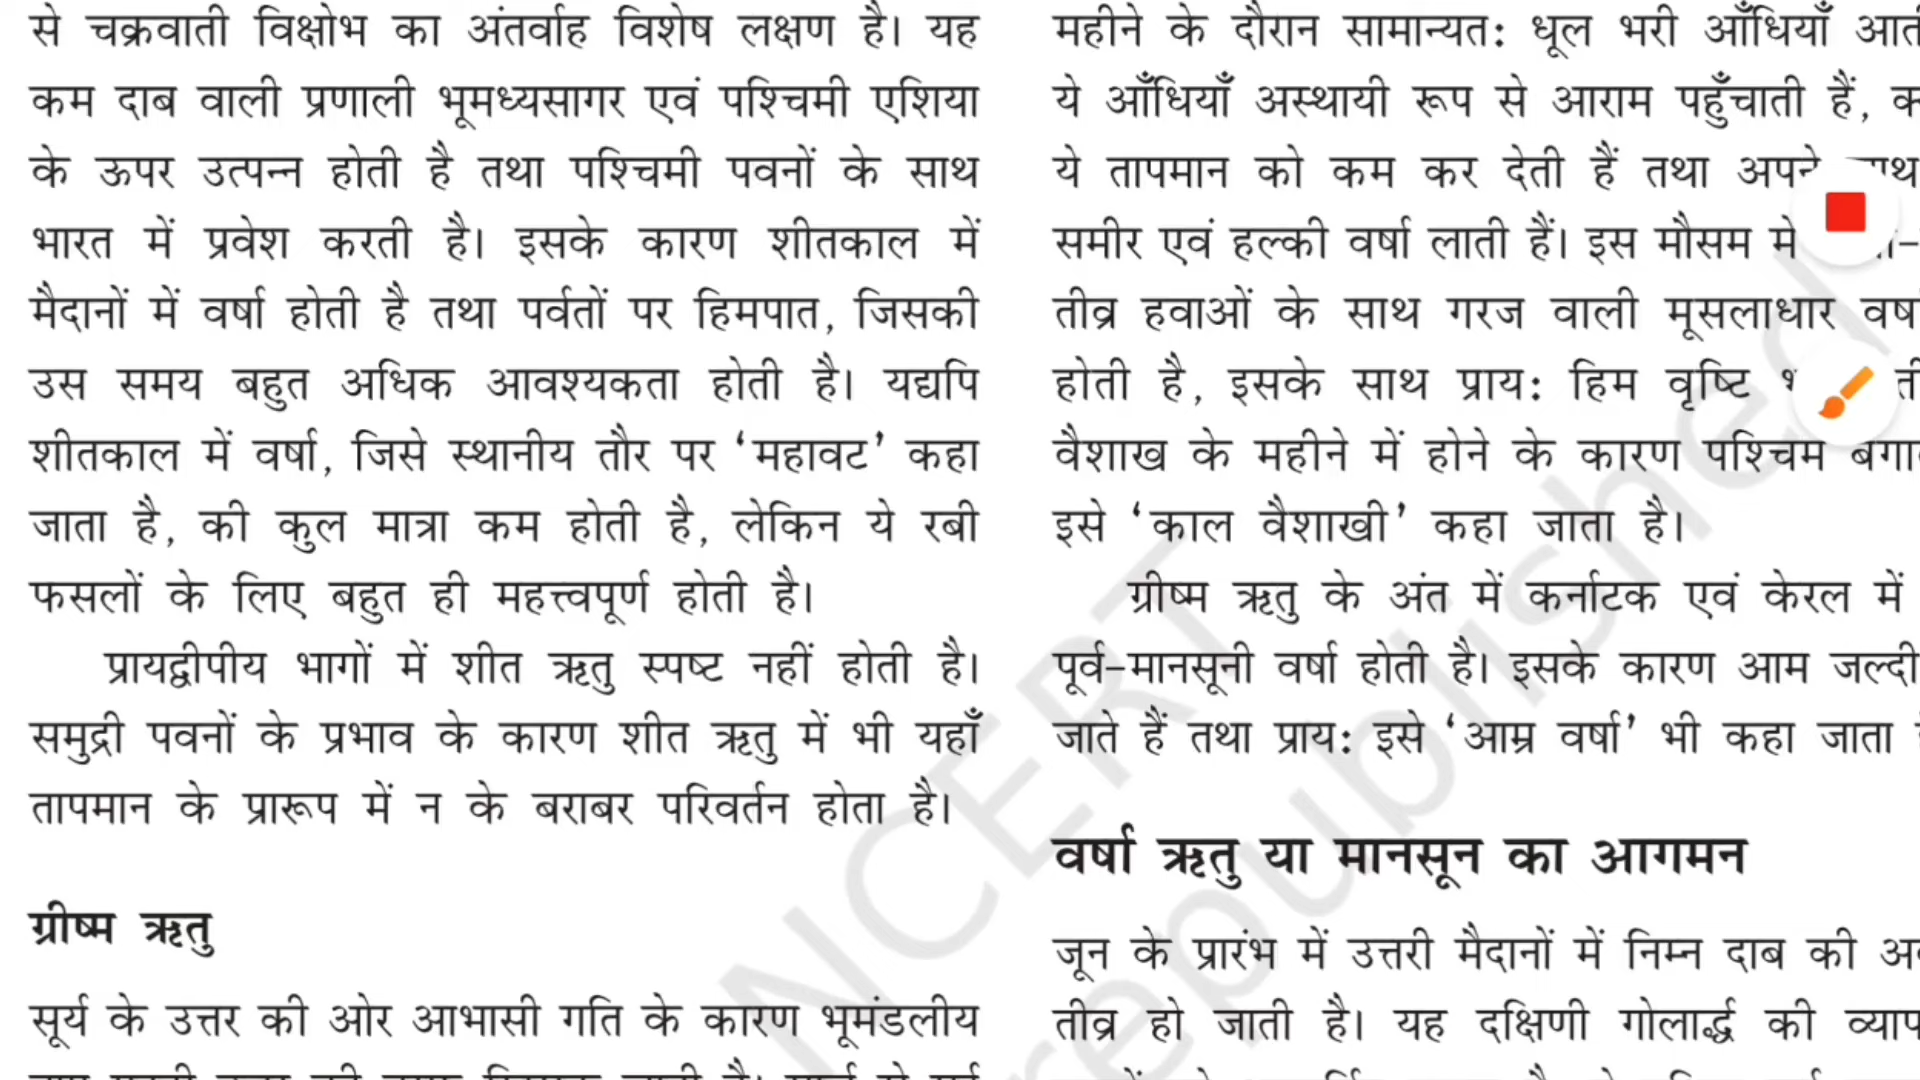 से चक्रवाती विक्षोभ का अंतर्वाह विशेष लक्षण है। यह
कम दाब वाली प्रणाली भूमध्यसागर एवं पश्चिमी एशिया
के ऊपर उत्पन्न होती है तथा पश्चिमी पवनों के साथ
भारत में प्रवेश करती है। इसके कारण शीतकाल में
मैदानों में वर्षा होती है तथा पर्वतों पर हिमपात, जिसकी
उस समय बहुत अधिक आवश्यकता होती है। यद्यपि
शीतकाल में वर्षा, जिसे स्थानीय तौर पर ‘महावट’ कहा
जाता है, की कुल मात्रा कम होती है, लेकिन ये रबी
फसलों के लिए बहुत ही महत्त्वपूर्ण होती है।
प्रायद्वीपीय भागों में शीत ऋतु स्पष्ट नहीं होती है।
समुद्री पवनों के प्रभाव के कारण शीत ऋतु में भी यहाँ
तापमान के प्रारूप में न के बराबर परिवर्तन होता है।
ग्रीष्म ऋतु
सूर्य के उत्तर की ओर आभासी गति के कारण भूमंडलीय
महीने के दौरान सामान्यत: धूल भरी आँधियाँ
ये आँधियाँ अस्थायी रूप से आराम पहुँचाती हैं,
ये तापमान को कम कर देती हैं तथा अपने
समीर एवं हल्की वर्षा लाती हैं। इस मौसम
तीव्र हवाओं के साथ गरज वाली मूसलाधार
होती है, इसके साथ प्राय: हिम वृष्टि
वैशाख के महीने में होने के कारण पश्चिम
इसे ‘काल वैशाखी’ कहा जाता है।
ग्रीष्म ऋतु के अंत में कर्नाटक एवं केरल में
पूर्व-मानसूनी वर्षा होती है। इसके कारण आम जल्दी
जाते हैं तथा प्राय: इसे ‘आम्र वर्षा’ भी कहा जाता
वर्षा ऋतु या मानसून का आगमन
जून के प्रारंभ में उत्तरी मैदानों में निम्न दाब की
तीव्र हो जाती है। यह दक्षिणी गोलार्द्ध की
NCERT
republished